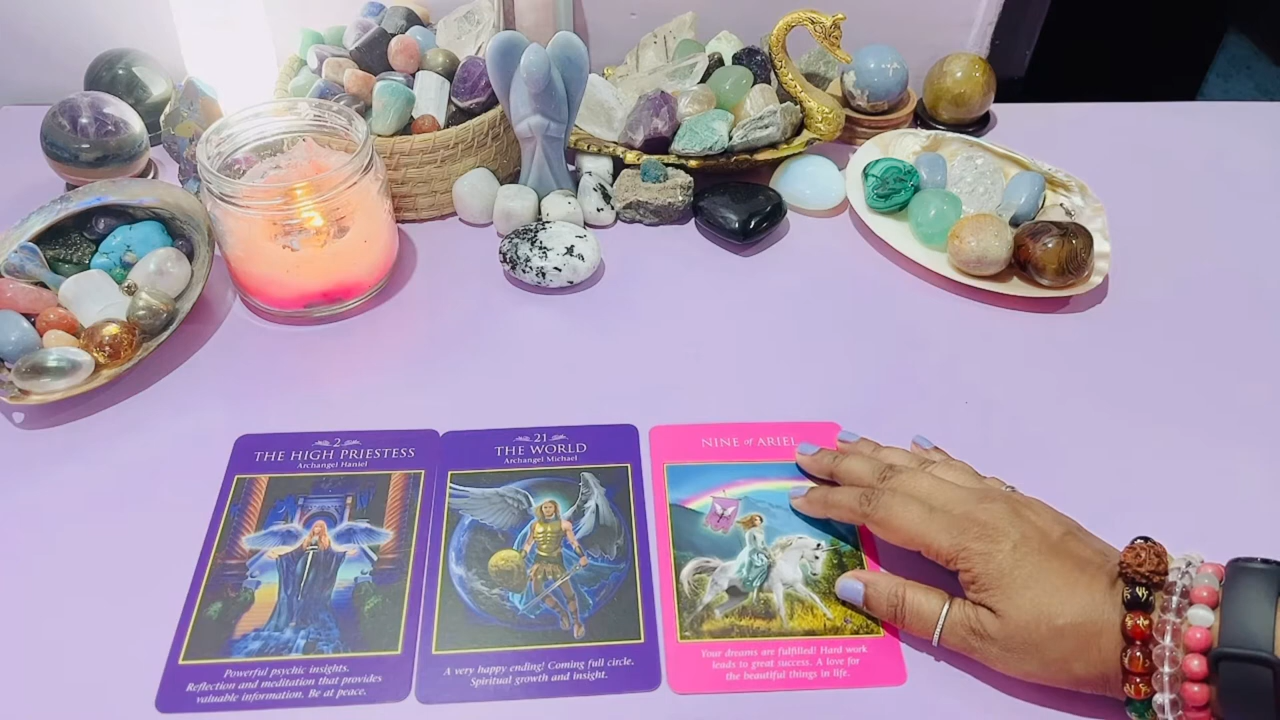 2
THE HIGH PRIESTESS
Archangel Haniel
Powerful psychic insights.
Reflection and meditation that provides
valuable information. Be at peace.
21
THE WORLD
Archangel Michael
A very happy ending! Coming full circle.
Spiritual growth and insight.
NINE of ARIEL
Your dreams are fulfilled! Hard work
leads to great success. A love for
the beautiful things in life.